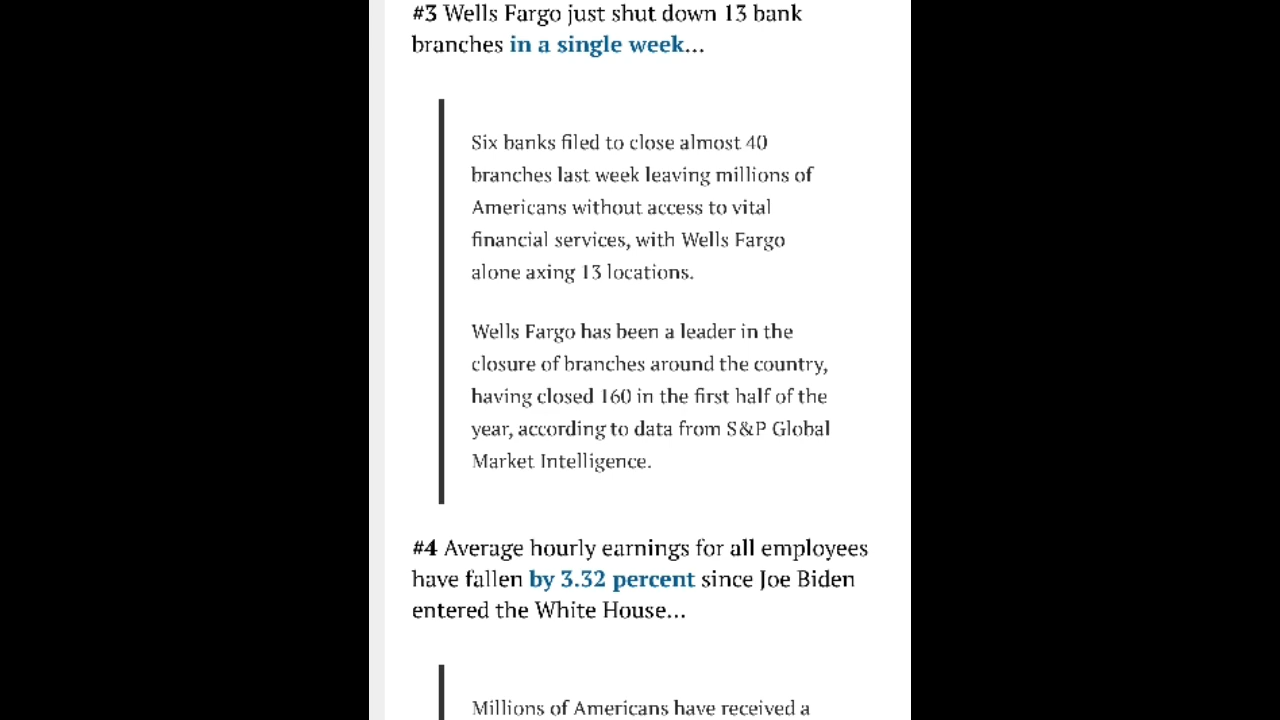 #3 Wells Fargo just shut down 13 bank
branches in a single week…
Six banks filed to close almost 40
branches last week leaving millions of
Americans without access to vital
financial services, with Wells Fargo
alone axing 13 locations.
Wells Fargo has been a leader in the
closure of branches around the country,
having closed 160 in the first half of the
year, according to data from S&P Global
Market Intelligence.
#4 Average hourly earnings for all employees
have fallen by 3.32 percent since Joe Biden
entered the White House…
Millions of Americans have received a